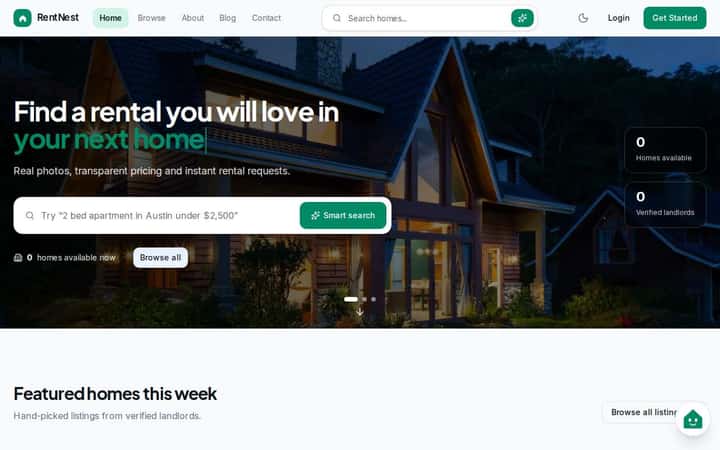 RentNest
Home
Browse
About
Blog
Contact
Search homes...
Login
Get Started
Find a rental you will love in
your next home
Real photos, transparent pricing and instant rental requests.
Try "2 bed apartment in Austin under $2,500"
Smart search
0 homes available now
Browse all
0
Homes available
0
Verified landlords
Featured homes this week
Hand-picked listings from verified landlords.
Browse all